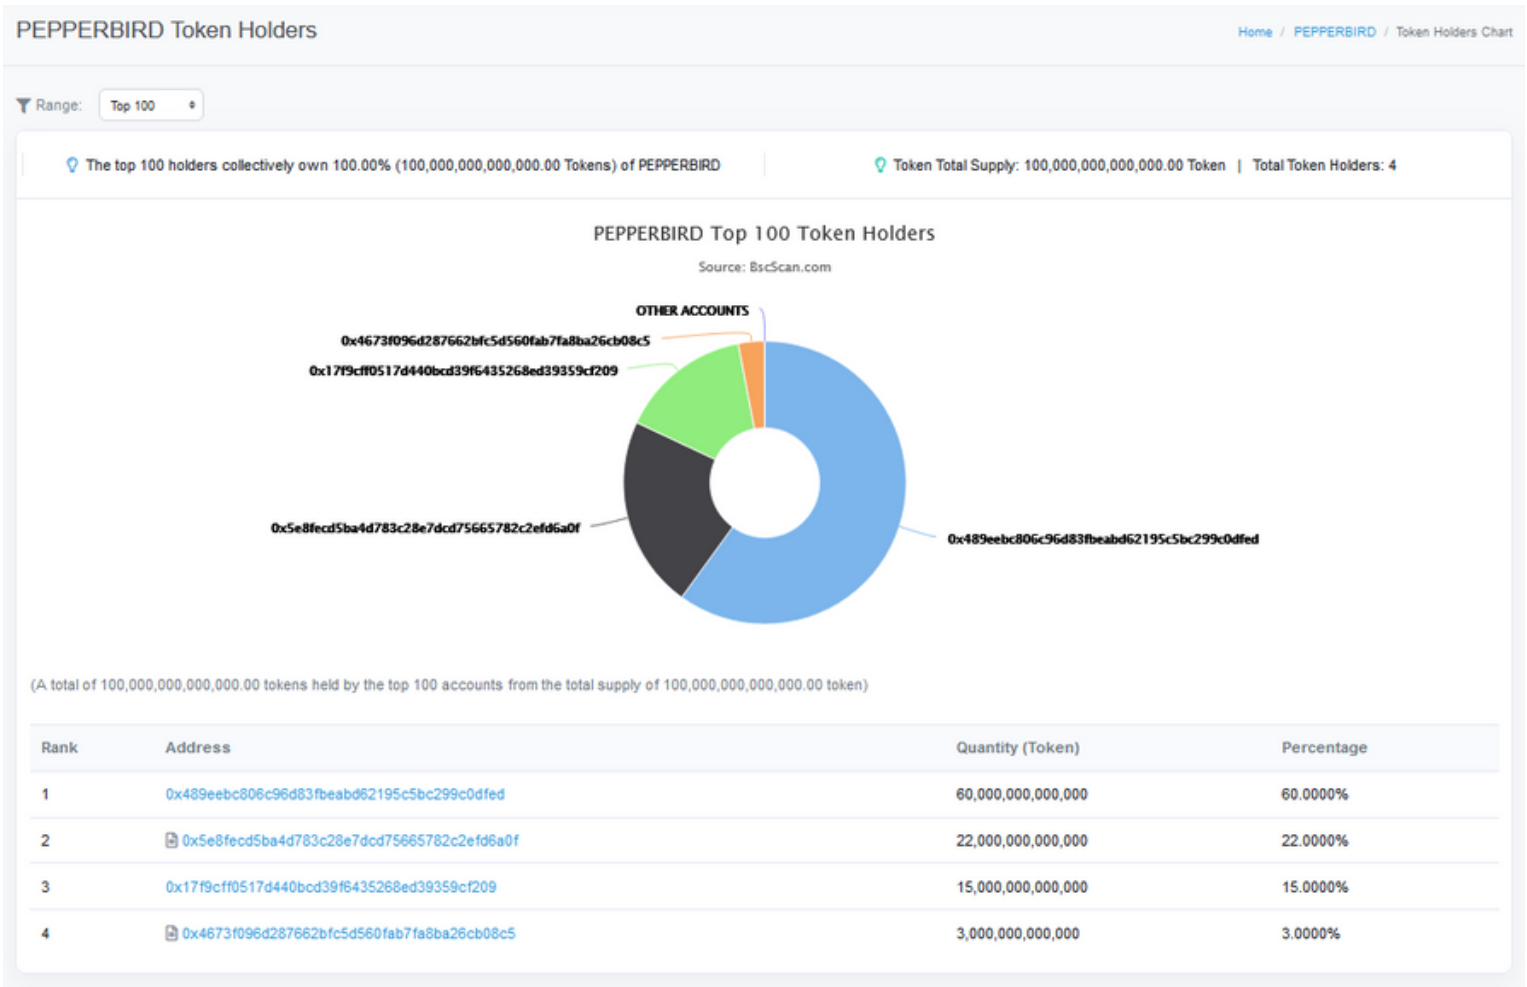 PEPPERBIRD Token Holders
Home / PEPPERBIRD / Token Holders Chart
Range: Top 100
The top 100 holders collectively own 100.00% (100,000,000,000,000.00 Tokens) of PEPPERBIRD
Token Total Supply: 100,000,000,000,000.00 Token | Total Token Holders: 4
PEPPERBIRD Top 100 Token Holders
Source: BscScan.com
OTHER ACCOUNTS
0x4673f096d287662bfc5d560fab7fa8ba26cb08c5
0x17f9cff0517d440bcd39f6435268ed39359cf209
0x5e8fecd5ba4d783c28e7dcd75665782c2efd6a0f
0x489eebc806c96d83fbeabd62195c5bc299c0dfed
(A total of 100,000,000,000,000.00 tokens held by the top 100 accounts from the total supply of 100,000,000,000,000.00 token)
Rank Address Quantity (Token) Percentage
1 0x489eebc806c96d83fbeabd62195c5bc299c0dfed 60,000,000,000,000 60.0000%
2 0x5e8fecd5ba4d783c28e7dcd75665782c2efd6a0f 22,000,000,000,000 22.0000%
3 0x17f9cff0517d440bcd39f6435268ed39359cf209 15,000,000,000,000 15.0000%
4 0x4673f096d287662bfc5d560fab7fa8ba26cb08c5 3,000,000,000,000 3.0000%